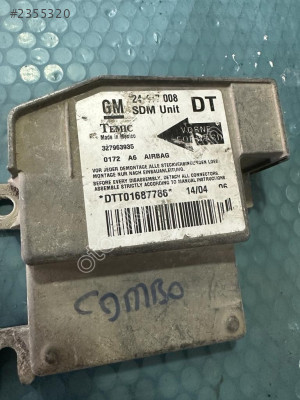 #2355320
GM 008 DT
SDM Unit
TEMIC
Made in Mexico
327963935
VORNE
0172 A6 AIRBAG
VOR JEDER DEMONTAGE ALLE STECKVERBINDUNGEN LÖSEN
MONTAGE NUR NACH EINBAUANLEITUNG.
BEFORE EVERY DISASSEMBLY, DETACH ALL CONNECTORS
ASSEMBLE STRICTLY ACCORDING TO MANUAL INSTRUCTIONS
*DTT01687786* 14/04
COMBO